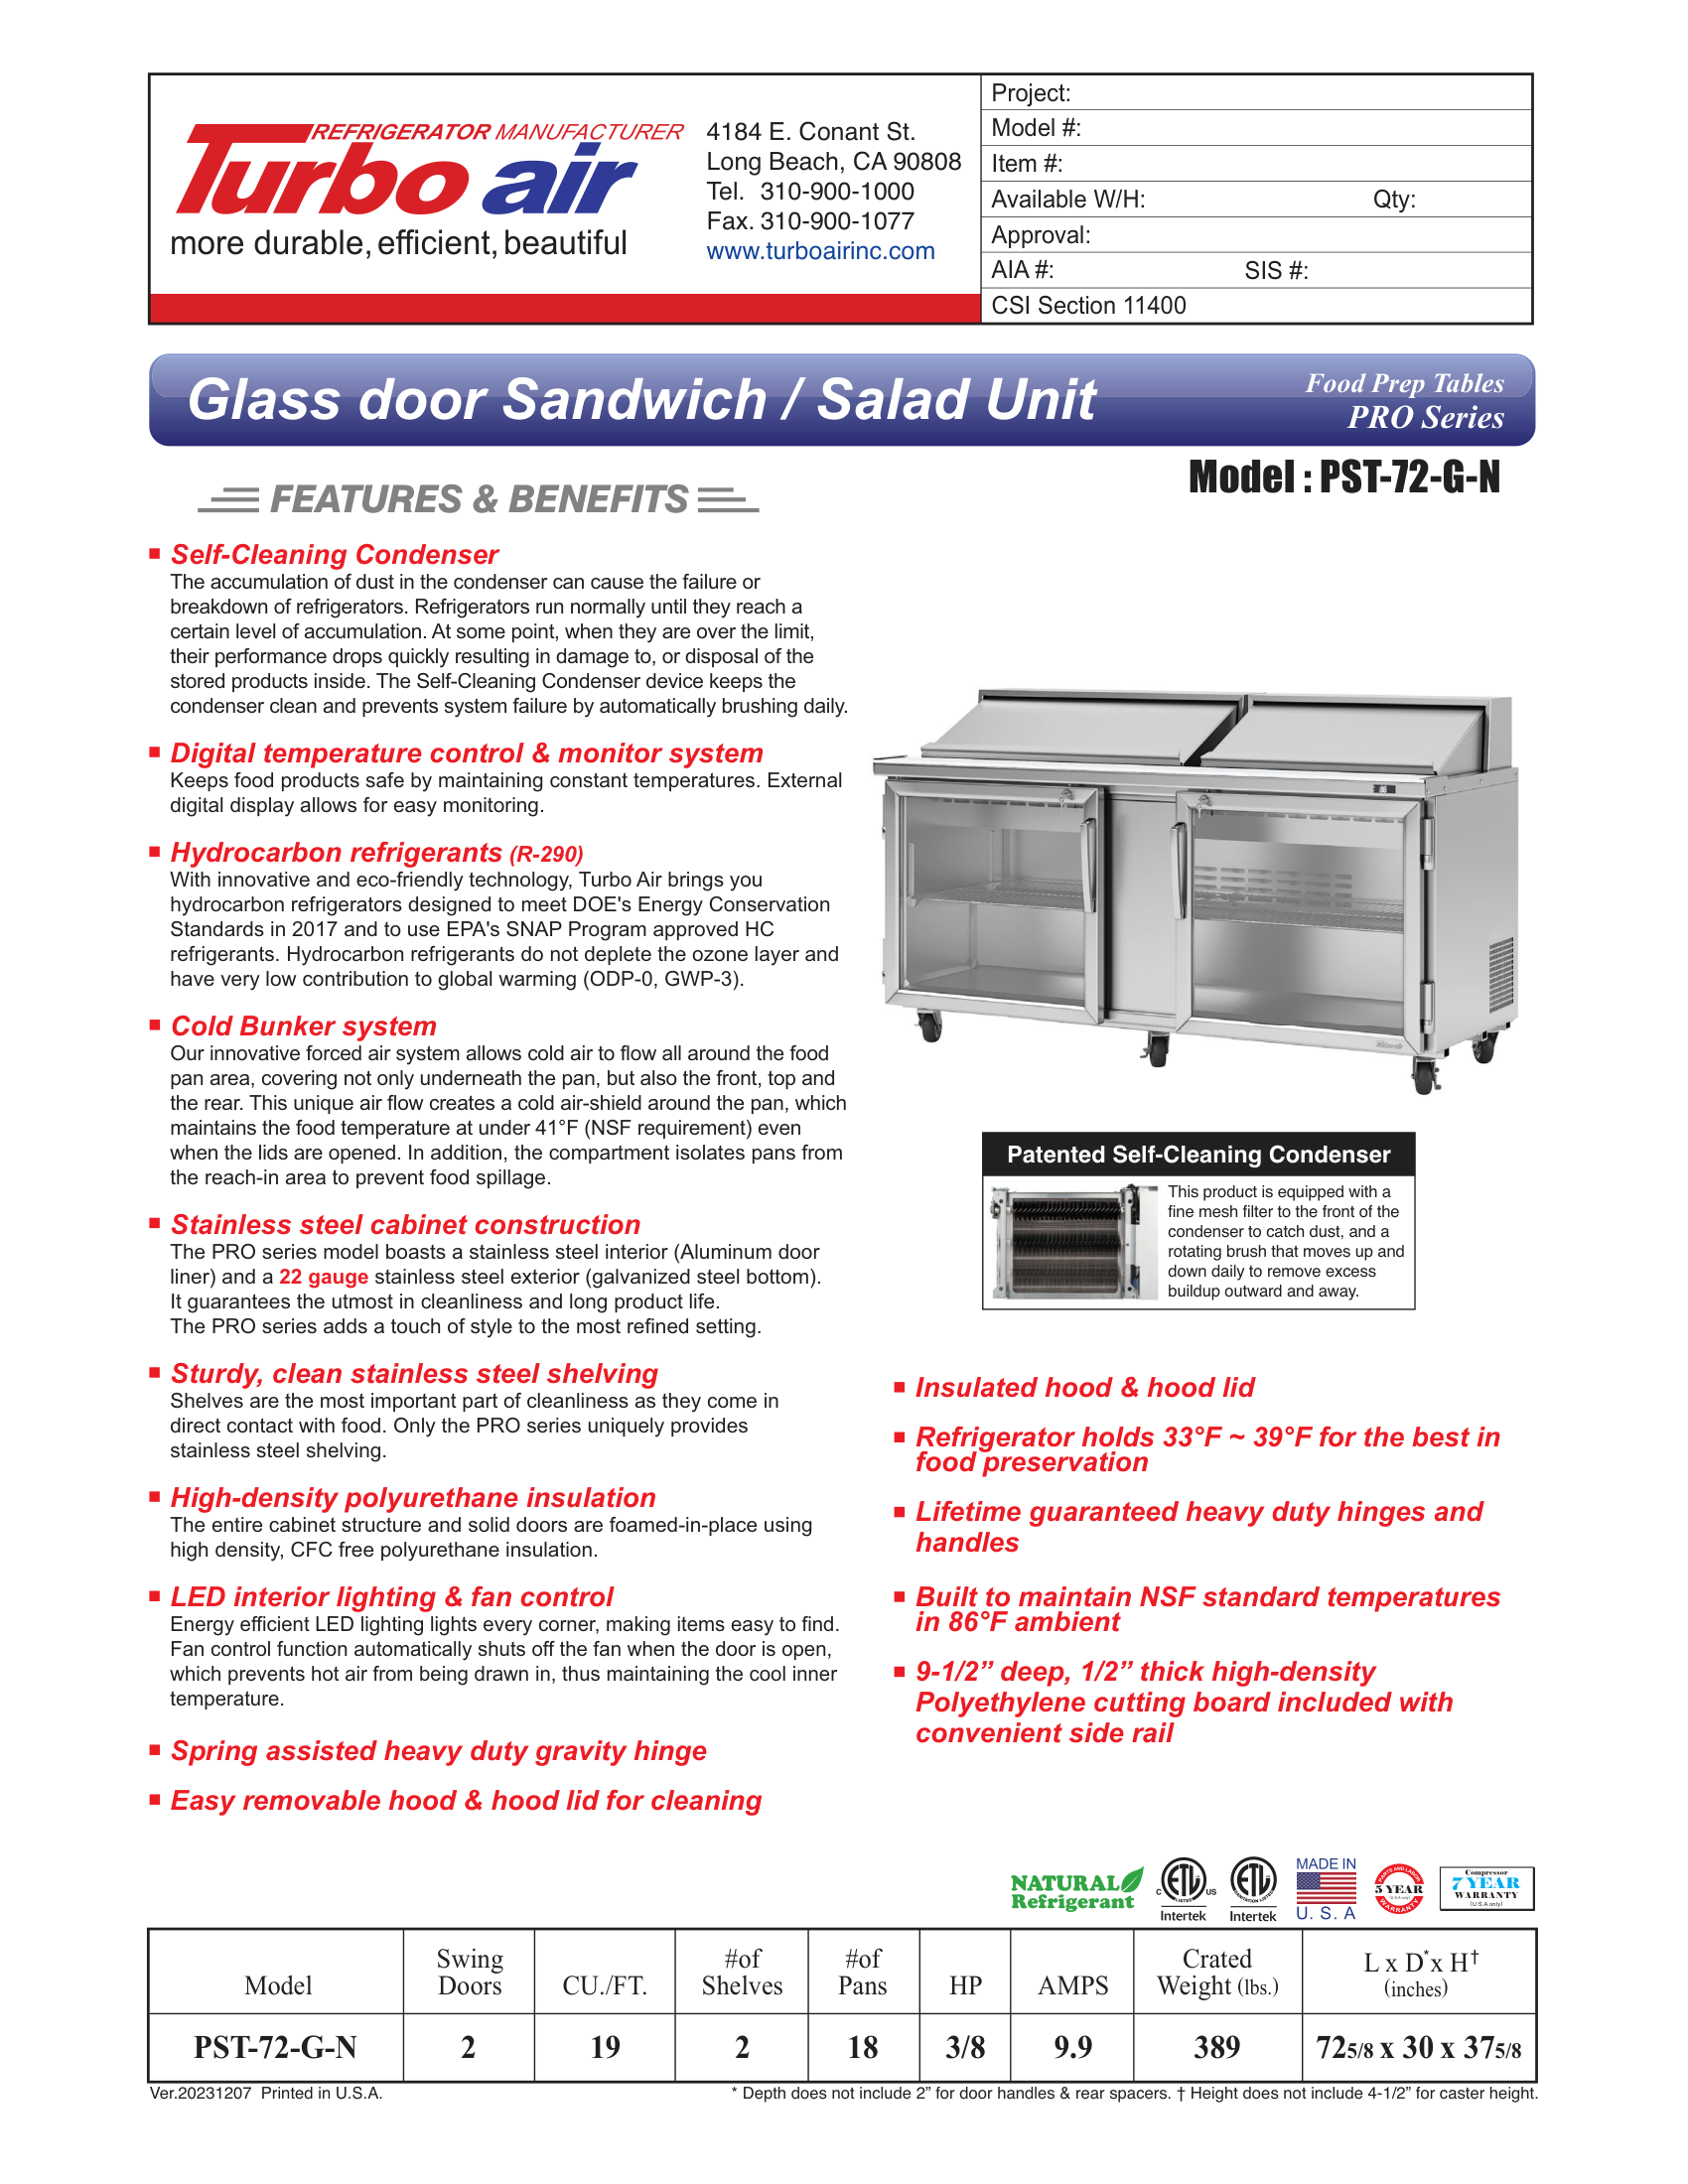 REFRIGERATOR MANUFACTURER
Turbo air
more durable, efficient, beautiful
4184 E. Conant St.
Long Beach, CA 90808
Tel. 310-900-1000
Fax. 310-900-1077
www.turboairinc.com
Project:
Model #:
Item #:
Available W/H: Qty:
Approval:
AIA #: SIS #:
CSI Section 11400
Glass door Sandwich / Salad Unit
Food Prep Tables
PRO Series
Model : PST-72-G-N
FEATURES & BENEFITS
Self-Cleaning Condenser
The accumulation of dust in the condenser can cause the failure or
breakdown of refrigerators. Refrigerators run normally until they reach a
certain level of accumulation. At some point, when they are over the limit,
their performance drops quickly resulting in damage to, or disposal of the
stored products inside. The Self-Cleaning Condenser device keeps the
condenser clean and prevents system failure by automatically brushing daily.
Digital temperature control & monitor system
Keeps food products safe by maintaining constant temperatures. External
digital display allows for easy monitoring.
Hydrocarbon refrigerants (R-290)
With innovative and eco-friendly technology, Turbo Air brings you
hydrocarbon refrigerators designed to meet DOE's Energy Conservation
Standards in 2017 and to use EPA's SNAP Program approved HC
refrigerants. Hydrocarbon refrigerants do not deplete the ozone layer and
have very low contribution to global warming (ODP-0, GWP-3).
Cold Bunker system
Our innovative forced air system allows cold air to flow all around the food
pan area, covering not only underneath the pan, but also the front, top and
the rear. This unique air flow creates a cold air-shield around the pan, which
maintains the food temperature at under 41°F (NSF requirement) even
when the lids are opened. In addition, the compartment isolates pans from
the reach-in area to prevent food spillage.
Stainless steel cabinet construction
The PRO series model boasts a stainless steel interior (Aluminum door
liner) and a 22 gauge stainless steel exterior (galvanized steel bottom).
It guarantees the utmost in cleanliness and long product life.
The PRO series adds a touch of style to the most refined setting.
Sturdy, clean stainless steel shelving
Shelves are the most important part of cleanliness as they come in
direct contact with food. Only the PRO series uniquely provides
stainless steel shelving.
High-density polyurethane insulation
The entire cabinet structure and solid doors are foamed-in-place using
high density, CFC free polyurethane insulation.
LED interior lighting & fan control
Energy efficient LED lighting lights every corner, making items easy to find.
Fan control function automatically shuts off the fan when the door is open,
which prevents hot air from being drawn in, thus maintaining the cool inner
temperature.
Spring assisted heavy duty gravity hinge
Easy removable hood & hood lid for cleaning
Turbo air
Patented Self-Cleaning Condenser
This product is equipped with a
fine mesh filter to the front of the
condenser to catch dust, and a
rotating brush that moves up and
down daily to remove excess
buildup outward and away.
Insulated hood & hood lid
Refrigerator holds 33°F ~ 39°F for the best in
food preservation
Lifetime guaranteed heavy duty hinges and
handles
Built to maintain NSF standard temperatures
in 86°F ambient
9-1/2” deep, 1/2” thick high-density
Polyethylene cutting board included with
convenient side rail
NATURAL
Refrigerant
C ETL US
LISTED
Intertek
ETL
SANITATION LISTED
Intertek
MADE IN
U. S. A
PARTS AND LABOR
5 YEAR
(U.S.A only)
WARRANTY
Compressor
7 YEAR
WARRANTY
(U.S.A only)
Model Swing Doors CU./FT. #of Shelves #of Pans HP AMPS Crated Weight (lbs.) L x D* x H† (inches)
PST-72-G-N 2 19 2 18 3/8 9.9 389 725/8 x 30 x 375/8
Ver.20231207 Printed in U.S.A.
* Depth does not include 2” for door handles & rear spacers. † Height does not include 4-1/2” for caster height.